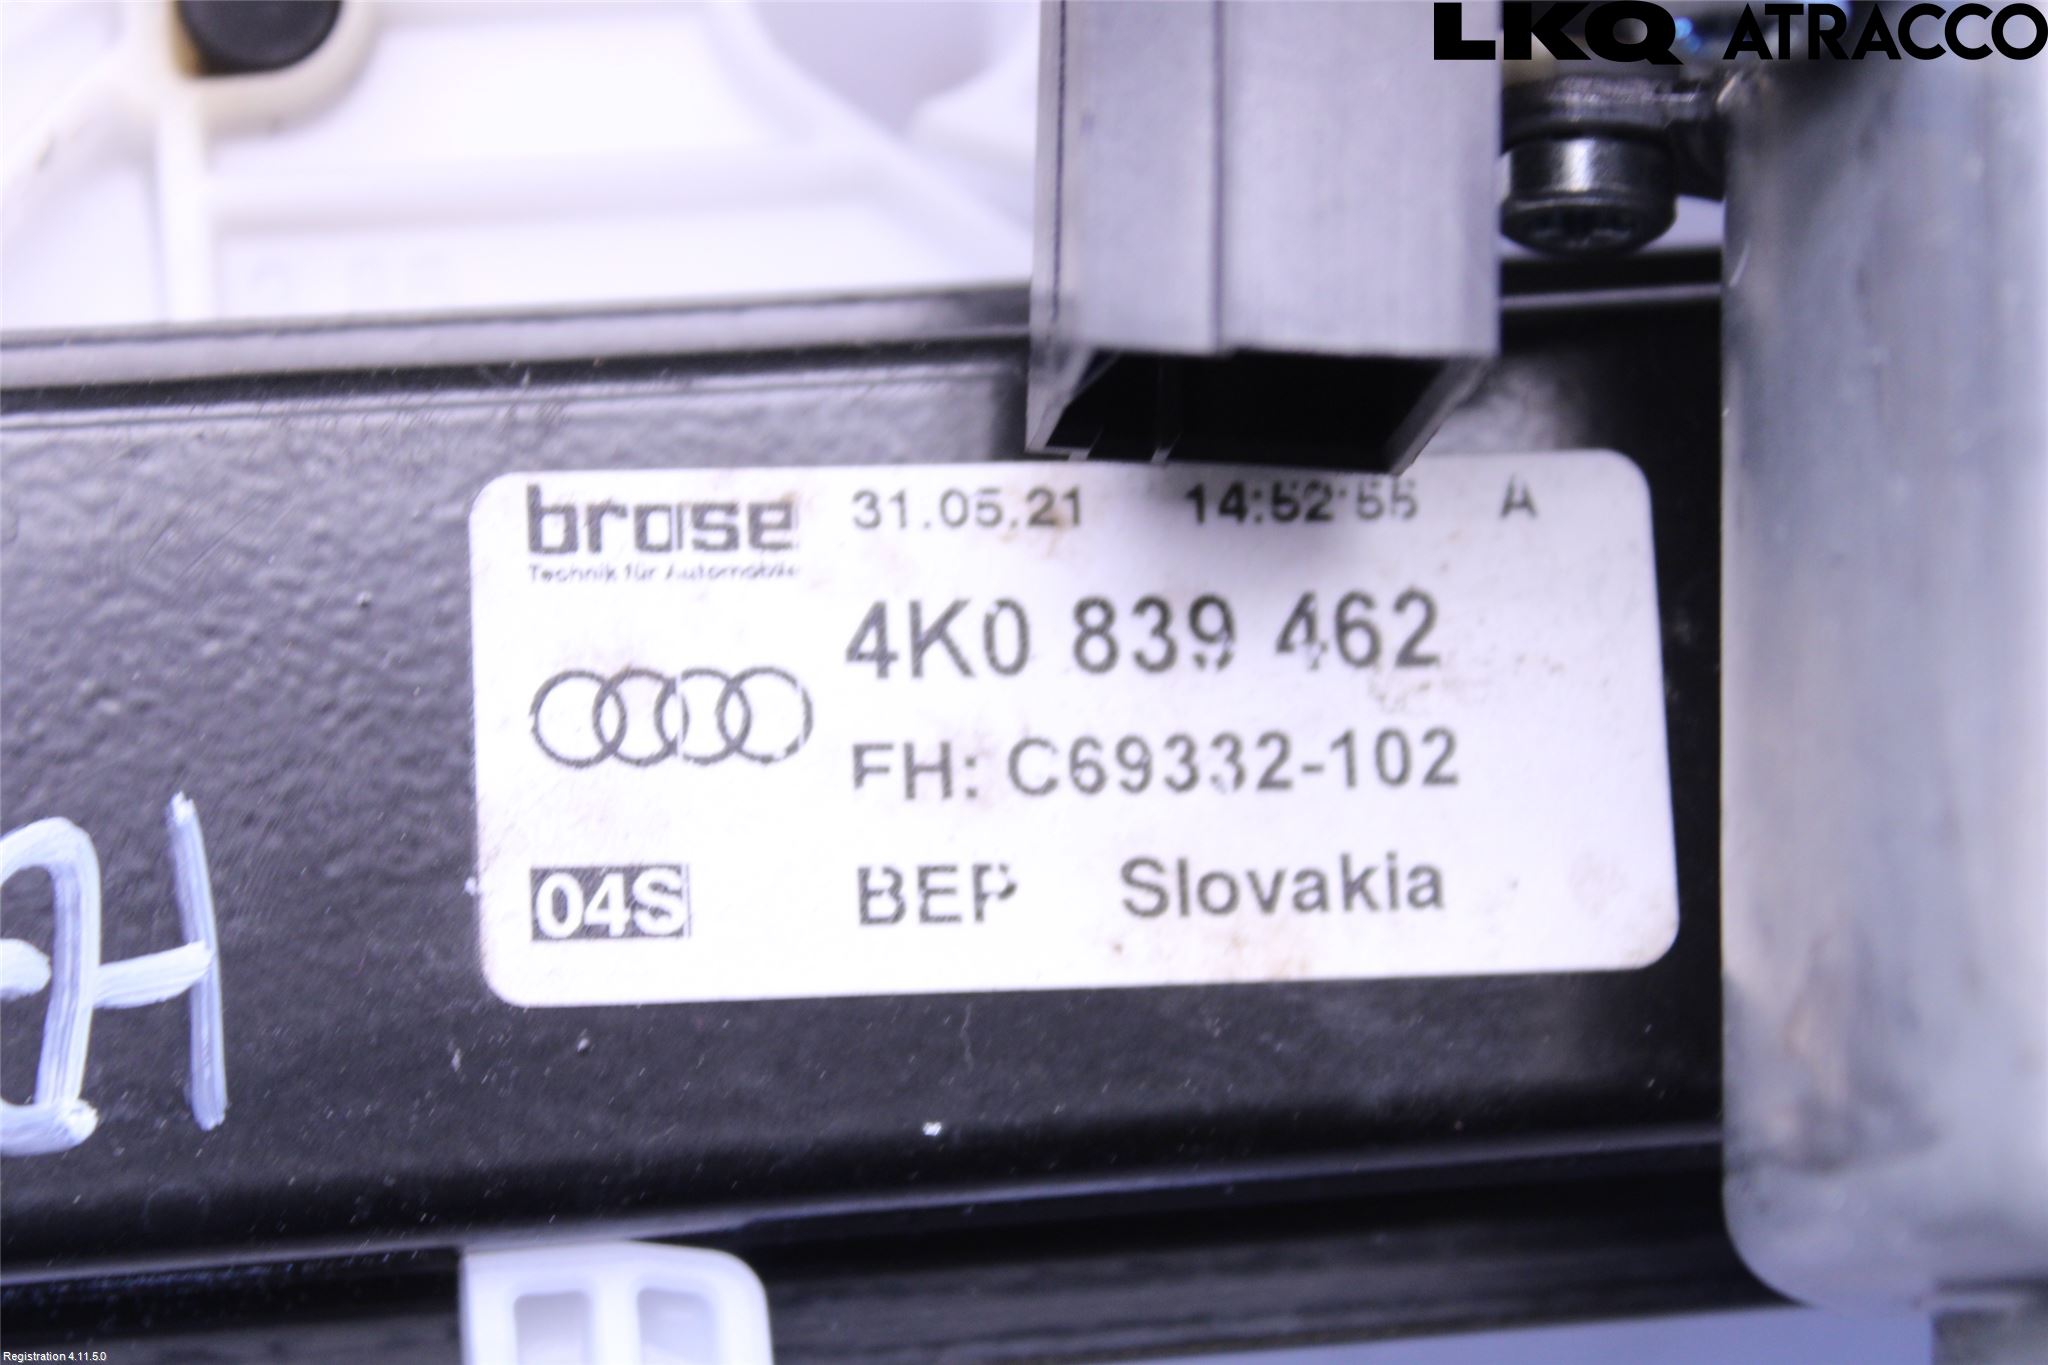 LKQ ATRACCO
brose 31.05.21 14:52:55 A
Technik für Automobile
4K0 839 462
FH: C69332-102
04S BEP Slovakia
Registration 4.11.5.0